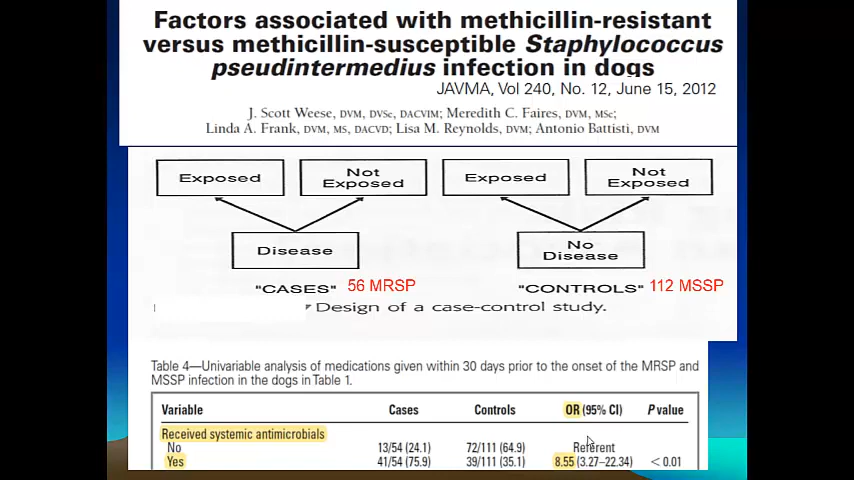 Factors associated with methicillin-resistant
versus methicillin-susceptible Staphylococcus
pseudintermedius infection in dogs
JAVMA, Vol 240, No. 12, June 15, 2012
J. Scott Weese, DVM, DVSc, DACVIM; Meredith C. Faires, DVM, MSc;
Linda A. Frank, DVM, MS, DACVD; Lisa M. Reynolds, DVM; Antonio Battisti, DVM
Exposed
Not
Exposed
Exposed
Not
Exposed
Disease
No
Disease
"CASES" 56 MRSP
"CONTROLS" 112 MSSP
Design of a case-control study.
Table 4—Univariable analysis of medications given within 30 days prior to the onset of the MRSP and
MSSP infection in the dogs in Table 1.
Variable Cases Controls OR (95% CI) P value
Received systemic antimicrobials
No 13/54 (24.1) 72/111 (64.9) Referent
Yes 41/54 (75.9) 39/111 (35.1) 8.55 (3.27–22.34) < 0.01